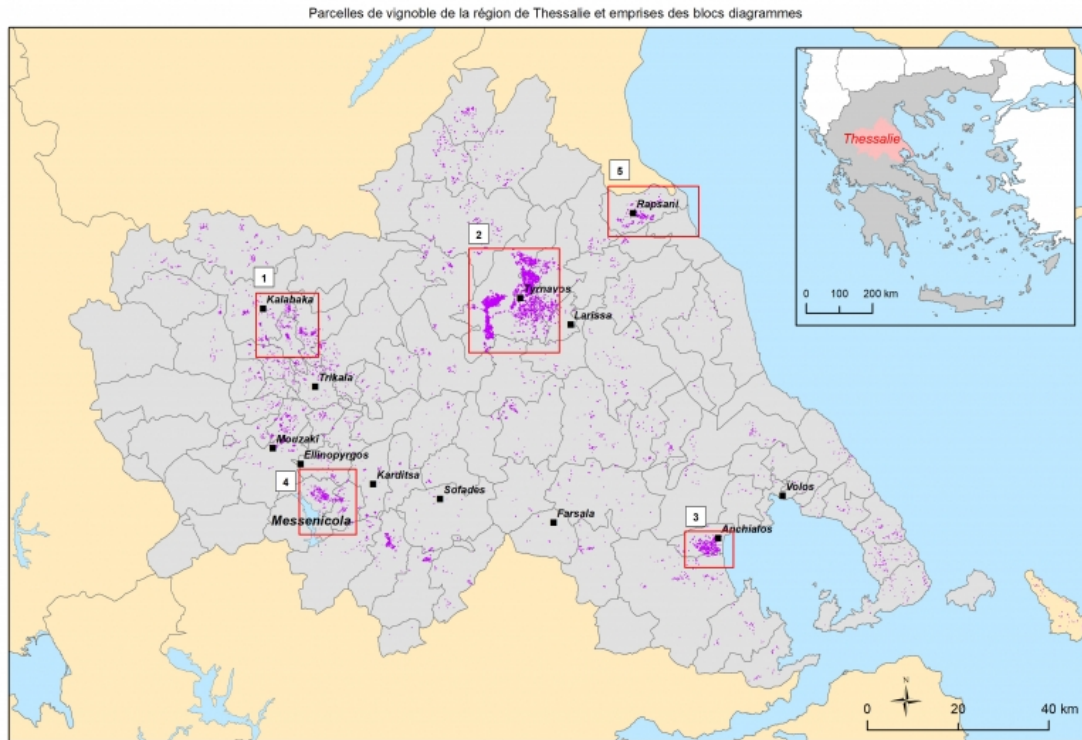 Parcelles de vignoble de la région de Thessalie et emprises des blocs diagrammes
Thessalie
0 100 200 km
5
Rapsani
2
1
Kalabaka
Tyrnavos
Larissa
Trikala
Mouzaki
Ellinopyrgos
4
Karditsa
Sofades
Messenicola
Volos
Farsala
3
Anchialos
N
0 20 40 km